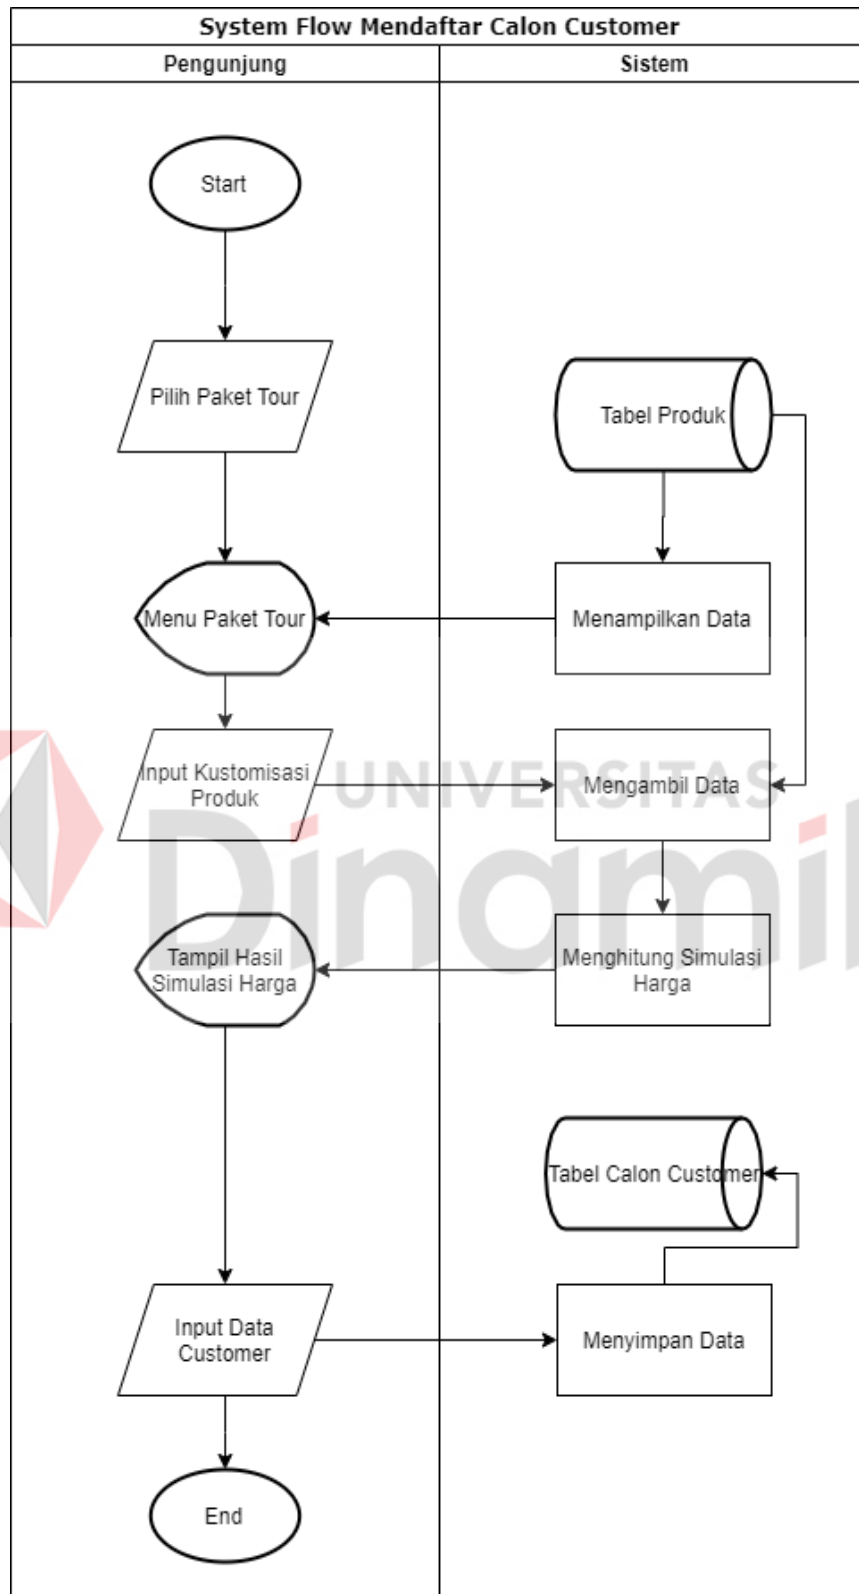 System Flow Mendaftar Calon Customer
Pengunjung
Sistem
Start
Pilih Paket Tour
Tabel Produk
Menu Paket Tour
Menampilkan Data
Input Kustomisasi
Produk
Mengambil Data
UNIVERSITAS
Tampil Hasil
Simulasi Harga
Menghitung Simulasi
Harga
Tabel Calon Customer
Input Data
Customer
Menyimpan Data
End